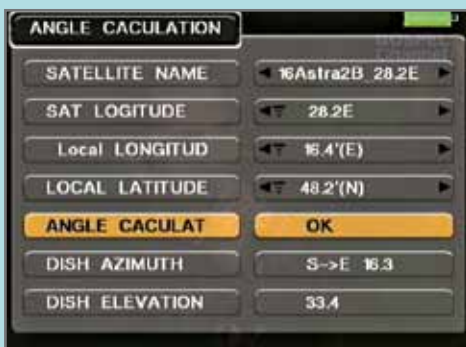 ANGLE CACULATION
SATELLITE NAME 16Astra2B 28.2E
SAT LOGITUDE 28.2E
Local LONGITUD 16.4'(E)
LOCAL LATITUDE 48.2'(N)
ANGLE CACULAT OK
DISH AZIMUTH S->E 16.3
DISH ELEVATION 33.4